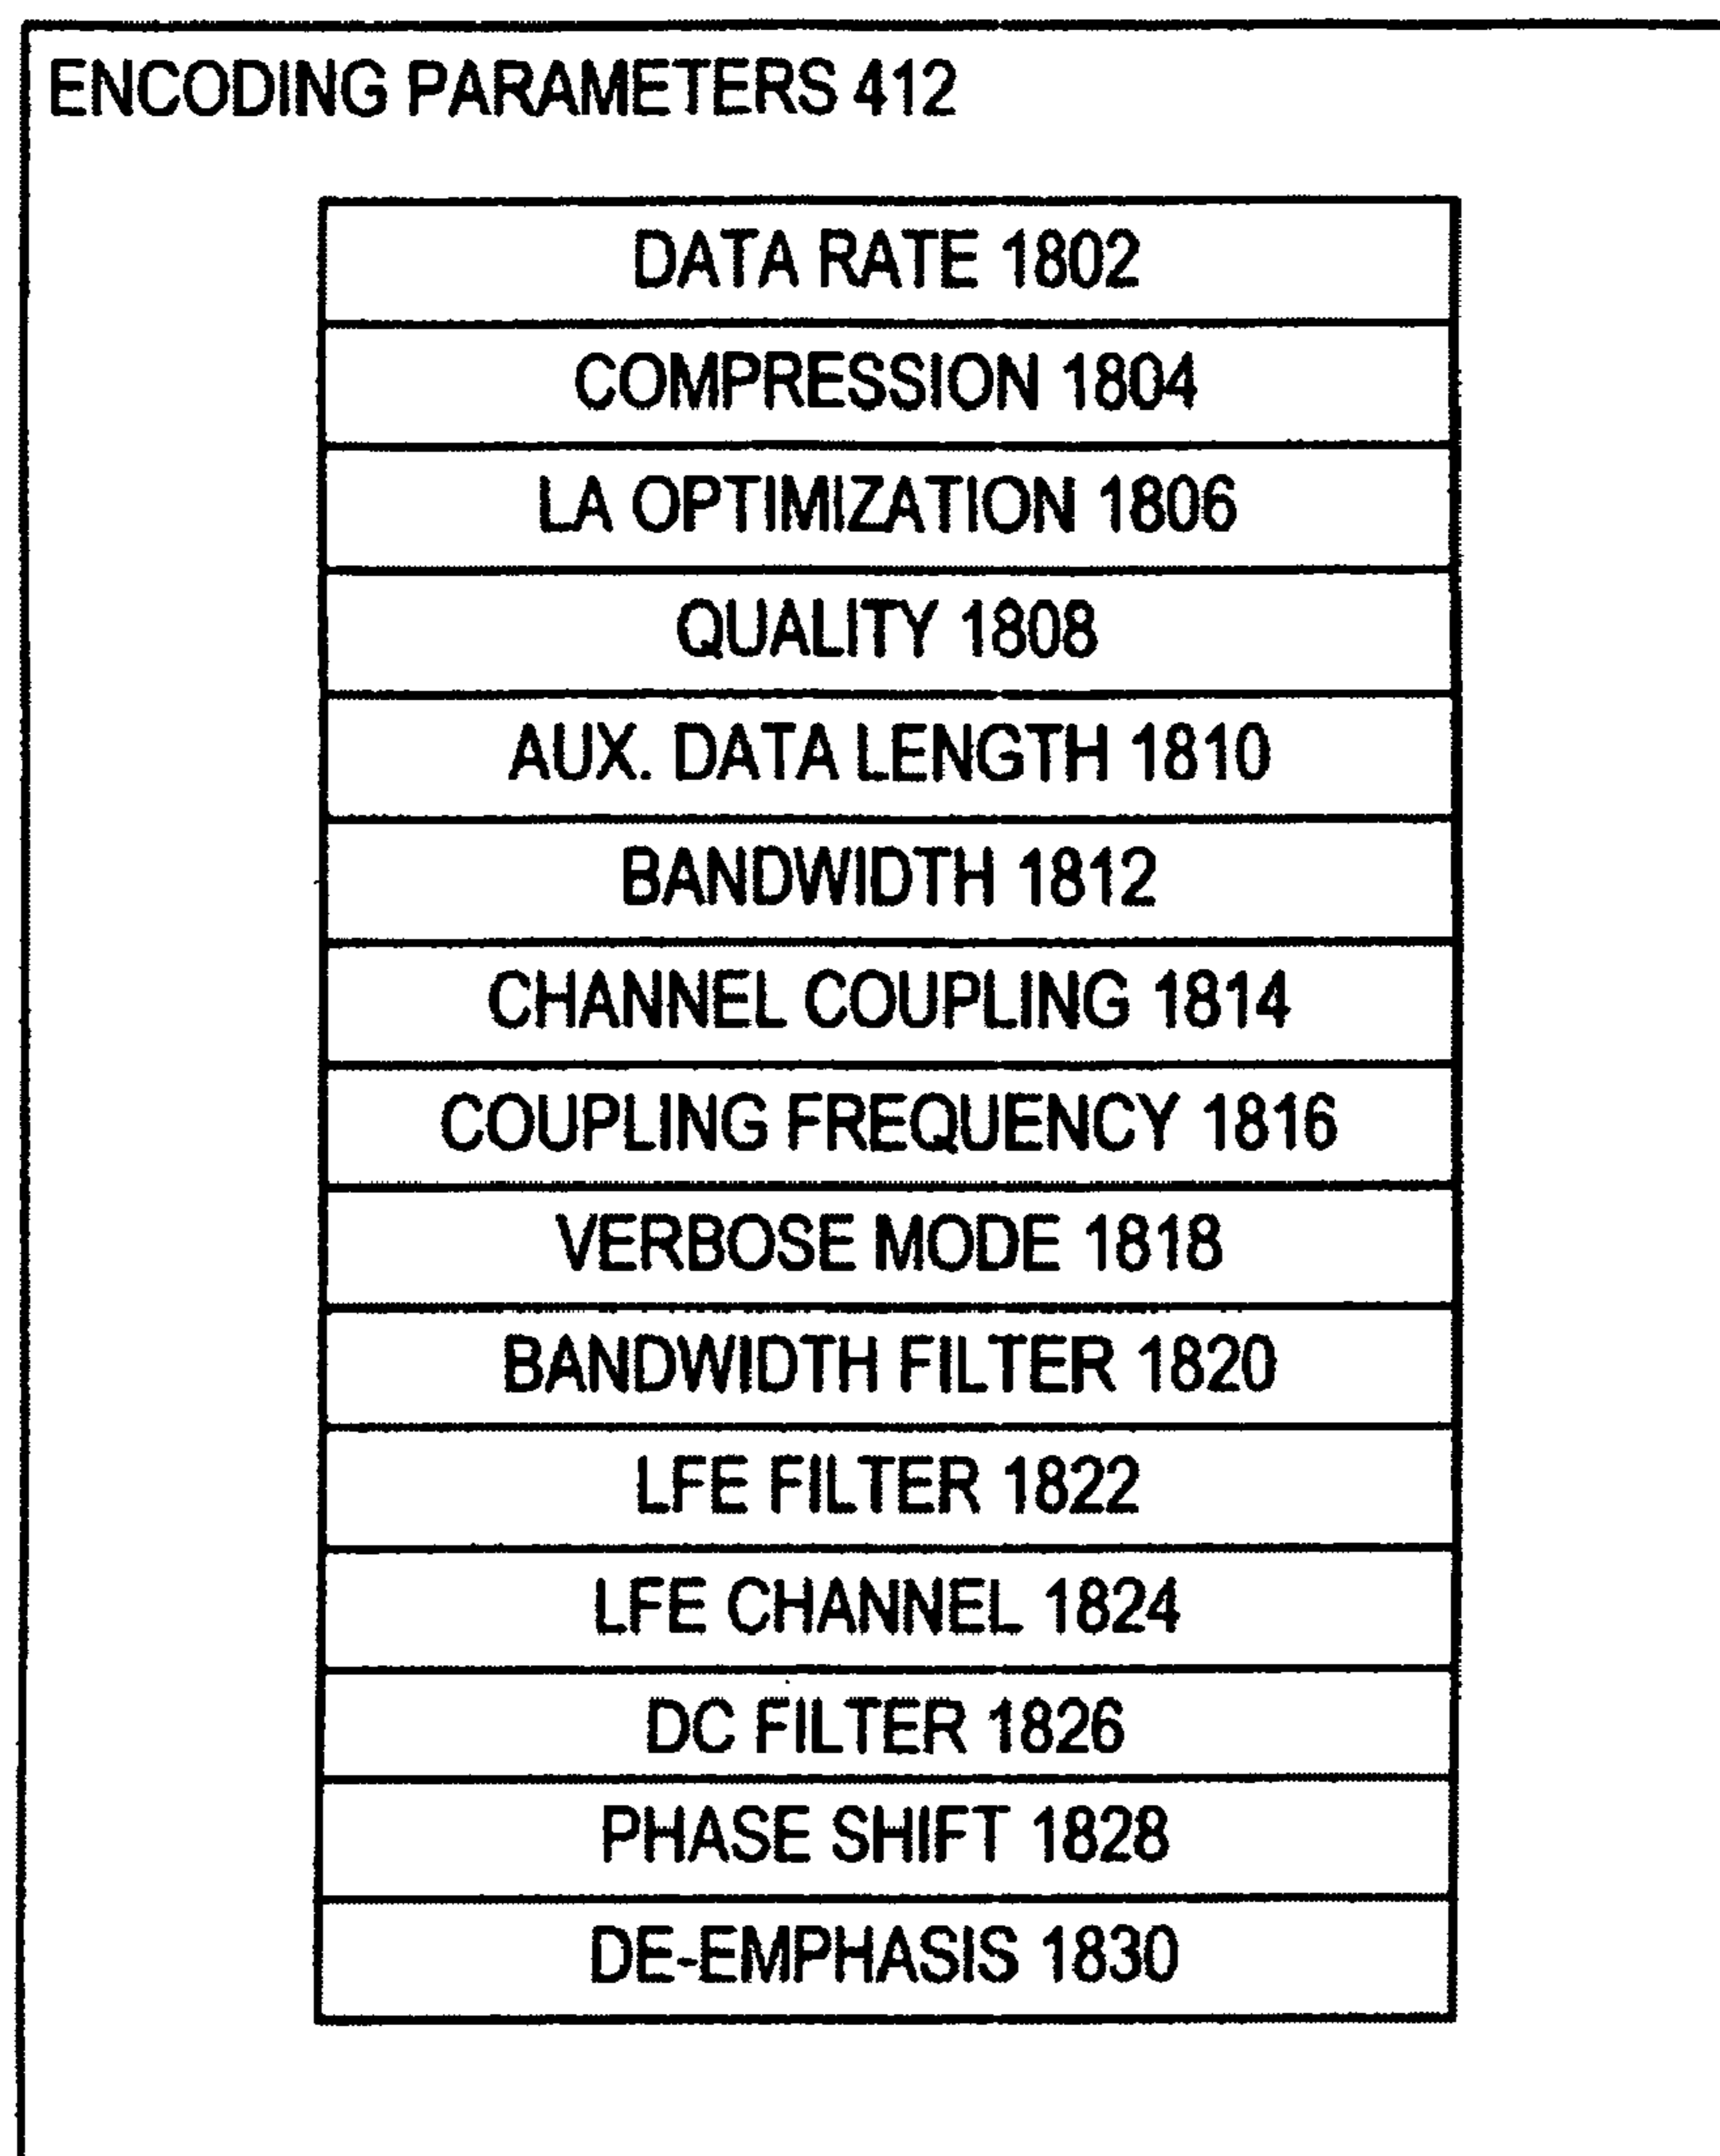 ENCODING PARAMETERS 412
DATA RATE 1802
COMPRESSION 1804
LA OPTIMIZATION 1806
QUALITY 1808
AUX. DATA LENGTH 1810
BANDWIDTH 1812
CHANNEL COUPLING 1814
COUPLING FREQUENCY 1816
VERBOSE MODE 1818
BANDWIDTH FILTER 1820
LFE FILTER 1822
LFE CHANNEL 1824
DC FILTER 1826
PHASE SHIFT 1828
DE-EMPHASIS 1830